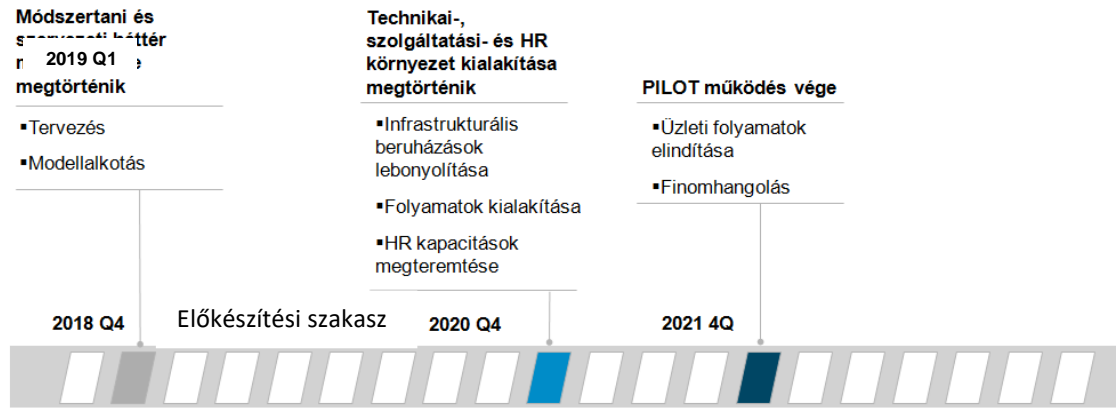 Módszertani és
2019 Q1
megtörténik
▪Tervezés
▪Modellalkotás
Technikai-,
szolgáltatási- és HR
környezet kialakítása
megtörténik
▪Infrastrukturális
beruházások
lebonyolítása
▪Folyamatok kialakítása
▪HR kapacitások
megteremtése
PILOT működés vége
▪Üzleti folyamatok
elindítása
▪Finomhangolás
2018 Q4
Előkészítési szakasz
2020 Q4
2021 4Q